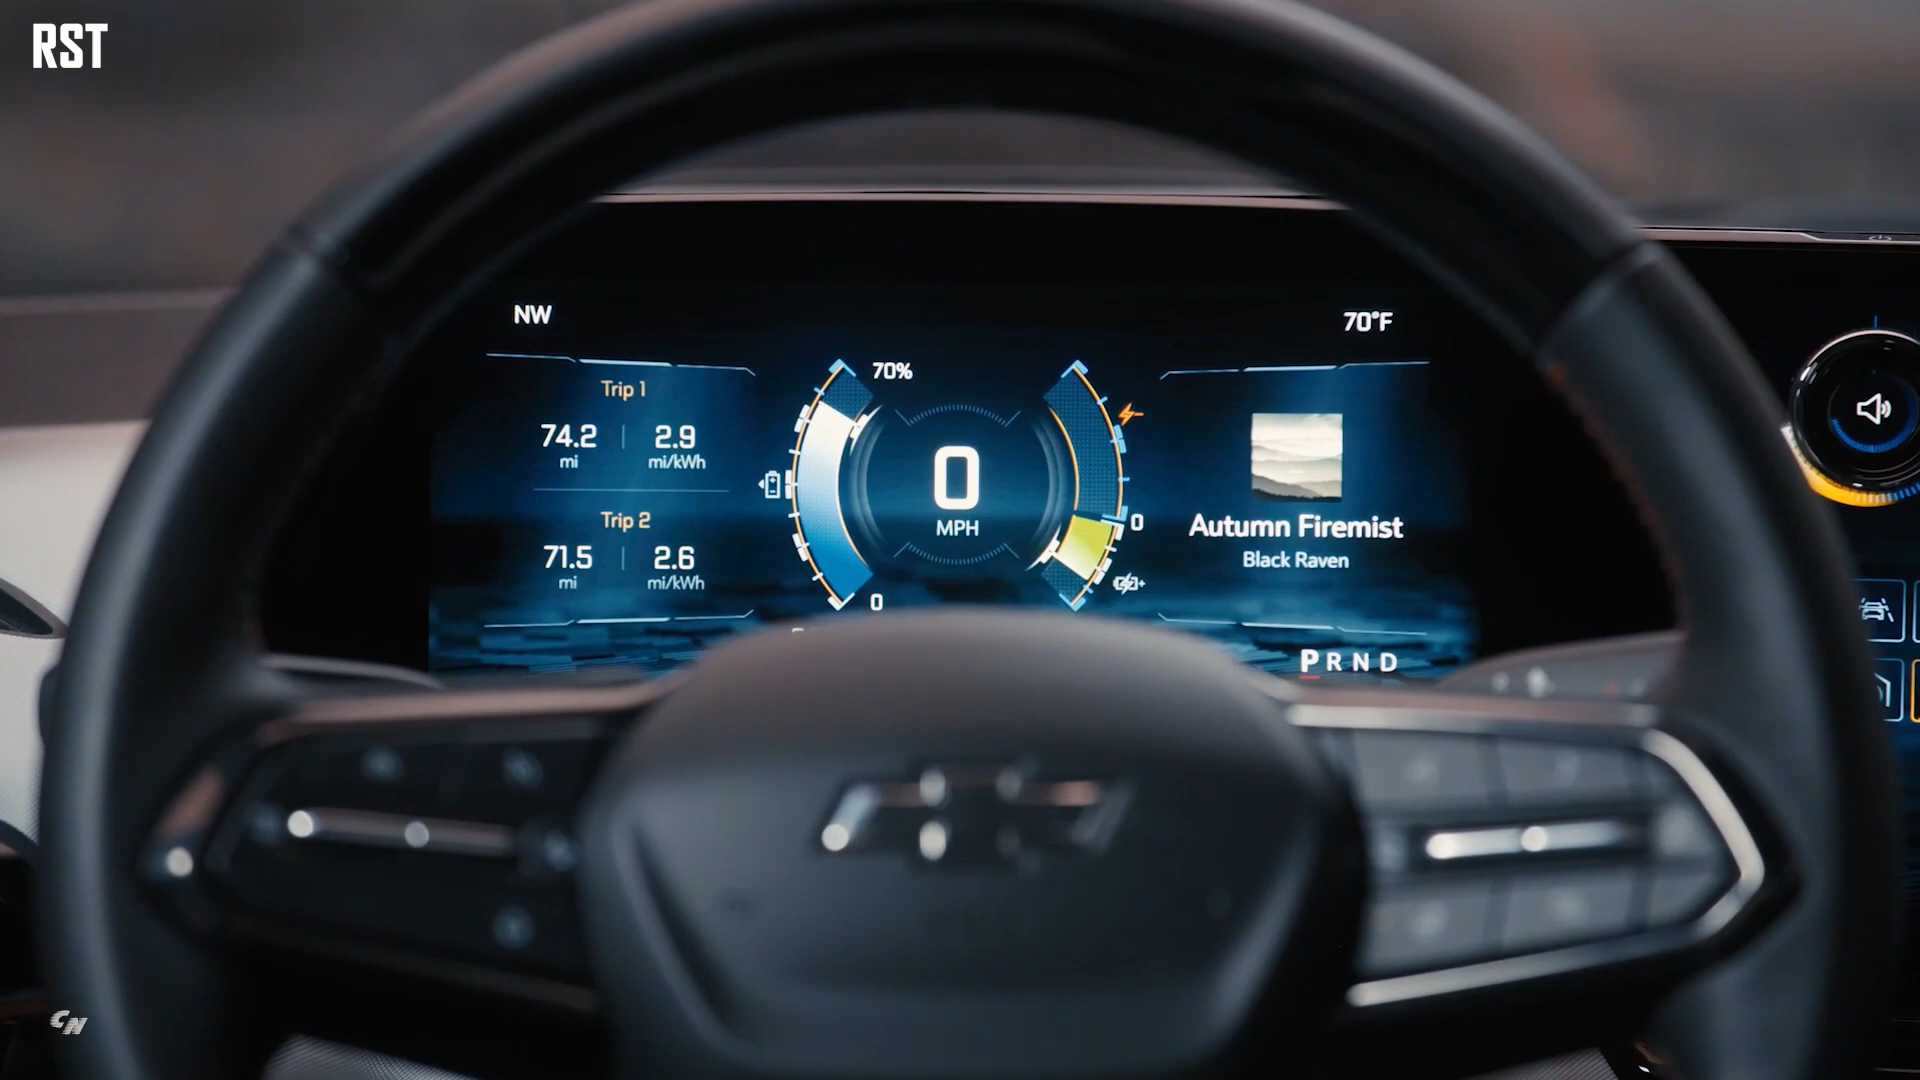 RST
NW
70°F
Trip 1
74.2 2.9
mi mi/kWh
Trip 2
71.5 2.6
mi mi/kWh
70%
0
MPH
0
0
Autumn Firemist
Black Raven
P R N D
CN